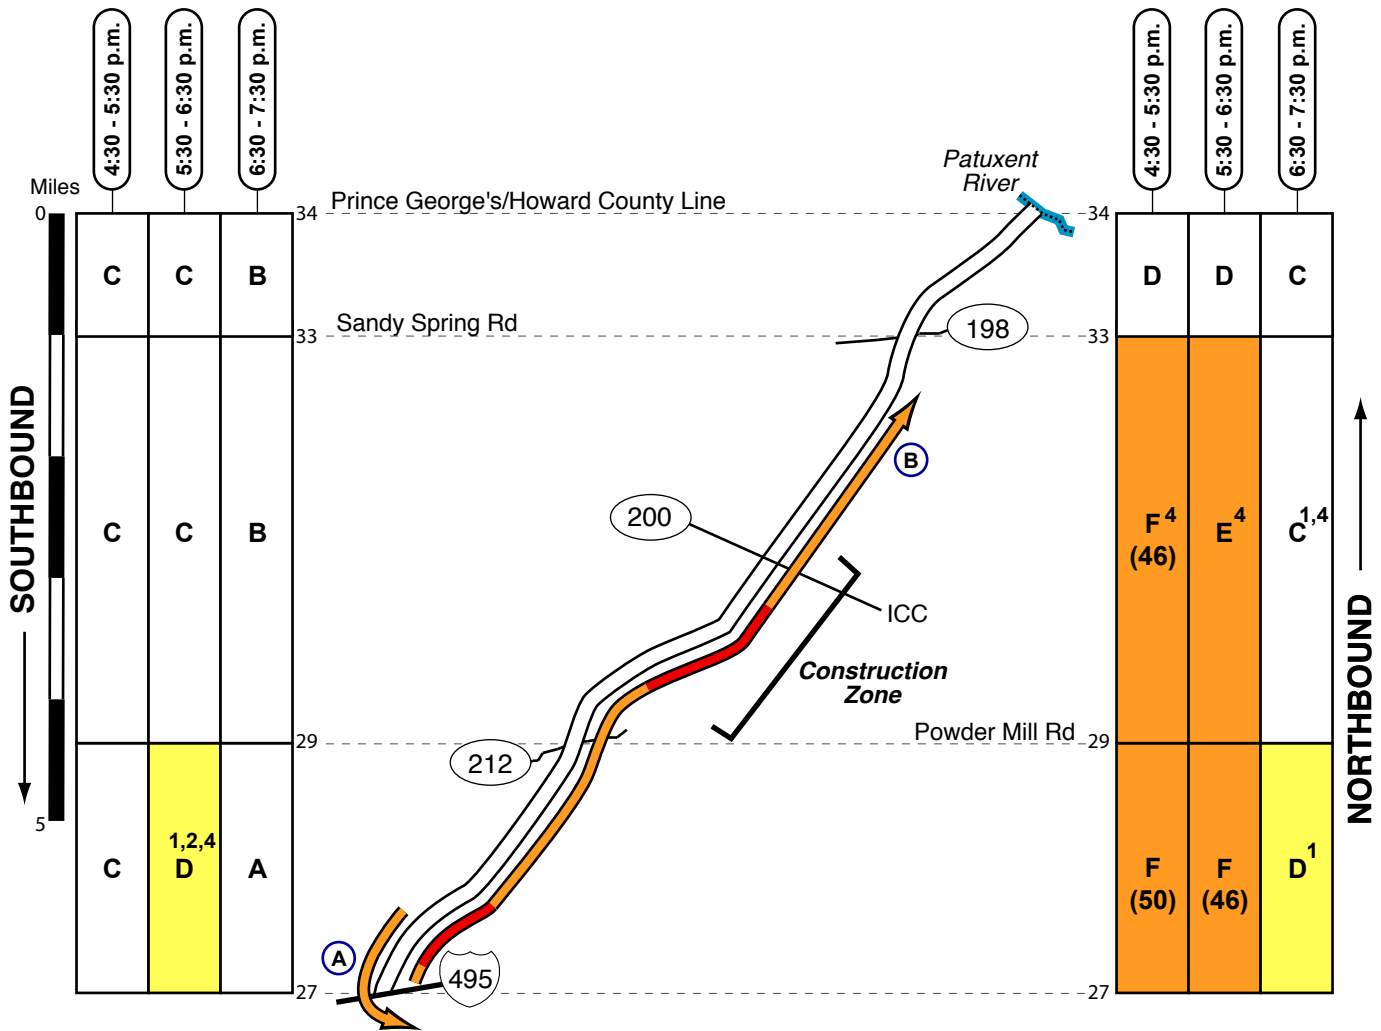 4:30 - 5:30 p.m.
5:30 - 6:30 p.m.
6:30 - 7:30 p.m.
4:30 - 5:30 p.m.
5:30 - 6:30 p.m.
6:30 - 7:30 p.m.
Patuxent
River
Miles
0
34
Prince George's/Howard County Line
34
C
C
B
D
D
C
Sandy Spring Rd
198
33
33
SOUTHBOUND
B
200
C
C
B
F4
(46)
E4
C1,4
ICC
Construction
Zone
NORTHBOUND
29
Powder Mill Rd
29
212
5
C
1,2,4
D
A
F
(50)
F
(46)
D1
A
495
27
27